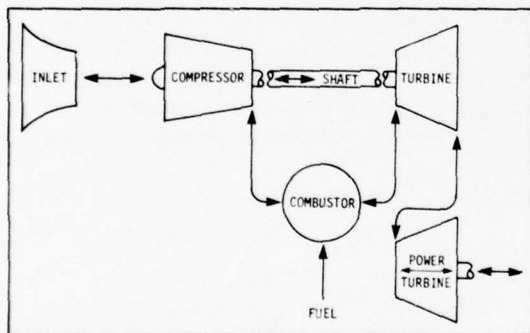 INLET
COMPRESSOR
SHAFT
TURBINE
COMBUSTOR
FUEL
POWER
TURBINE